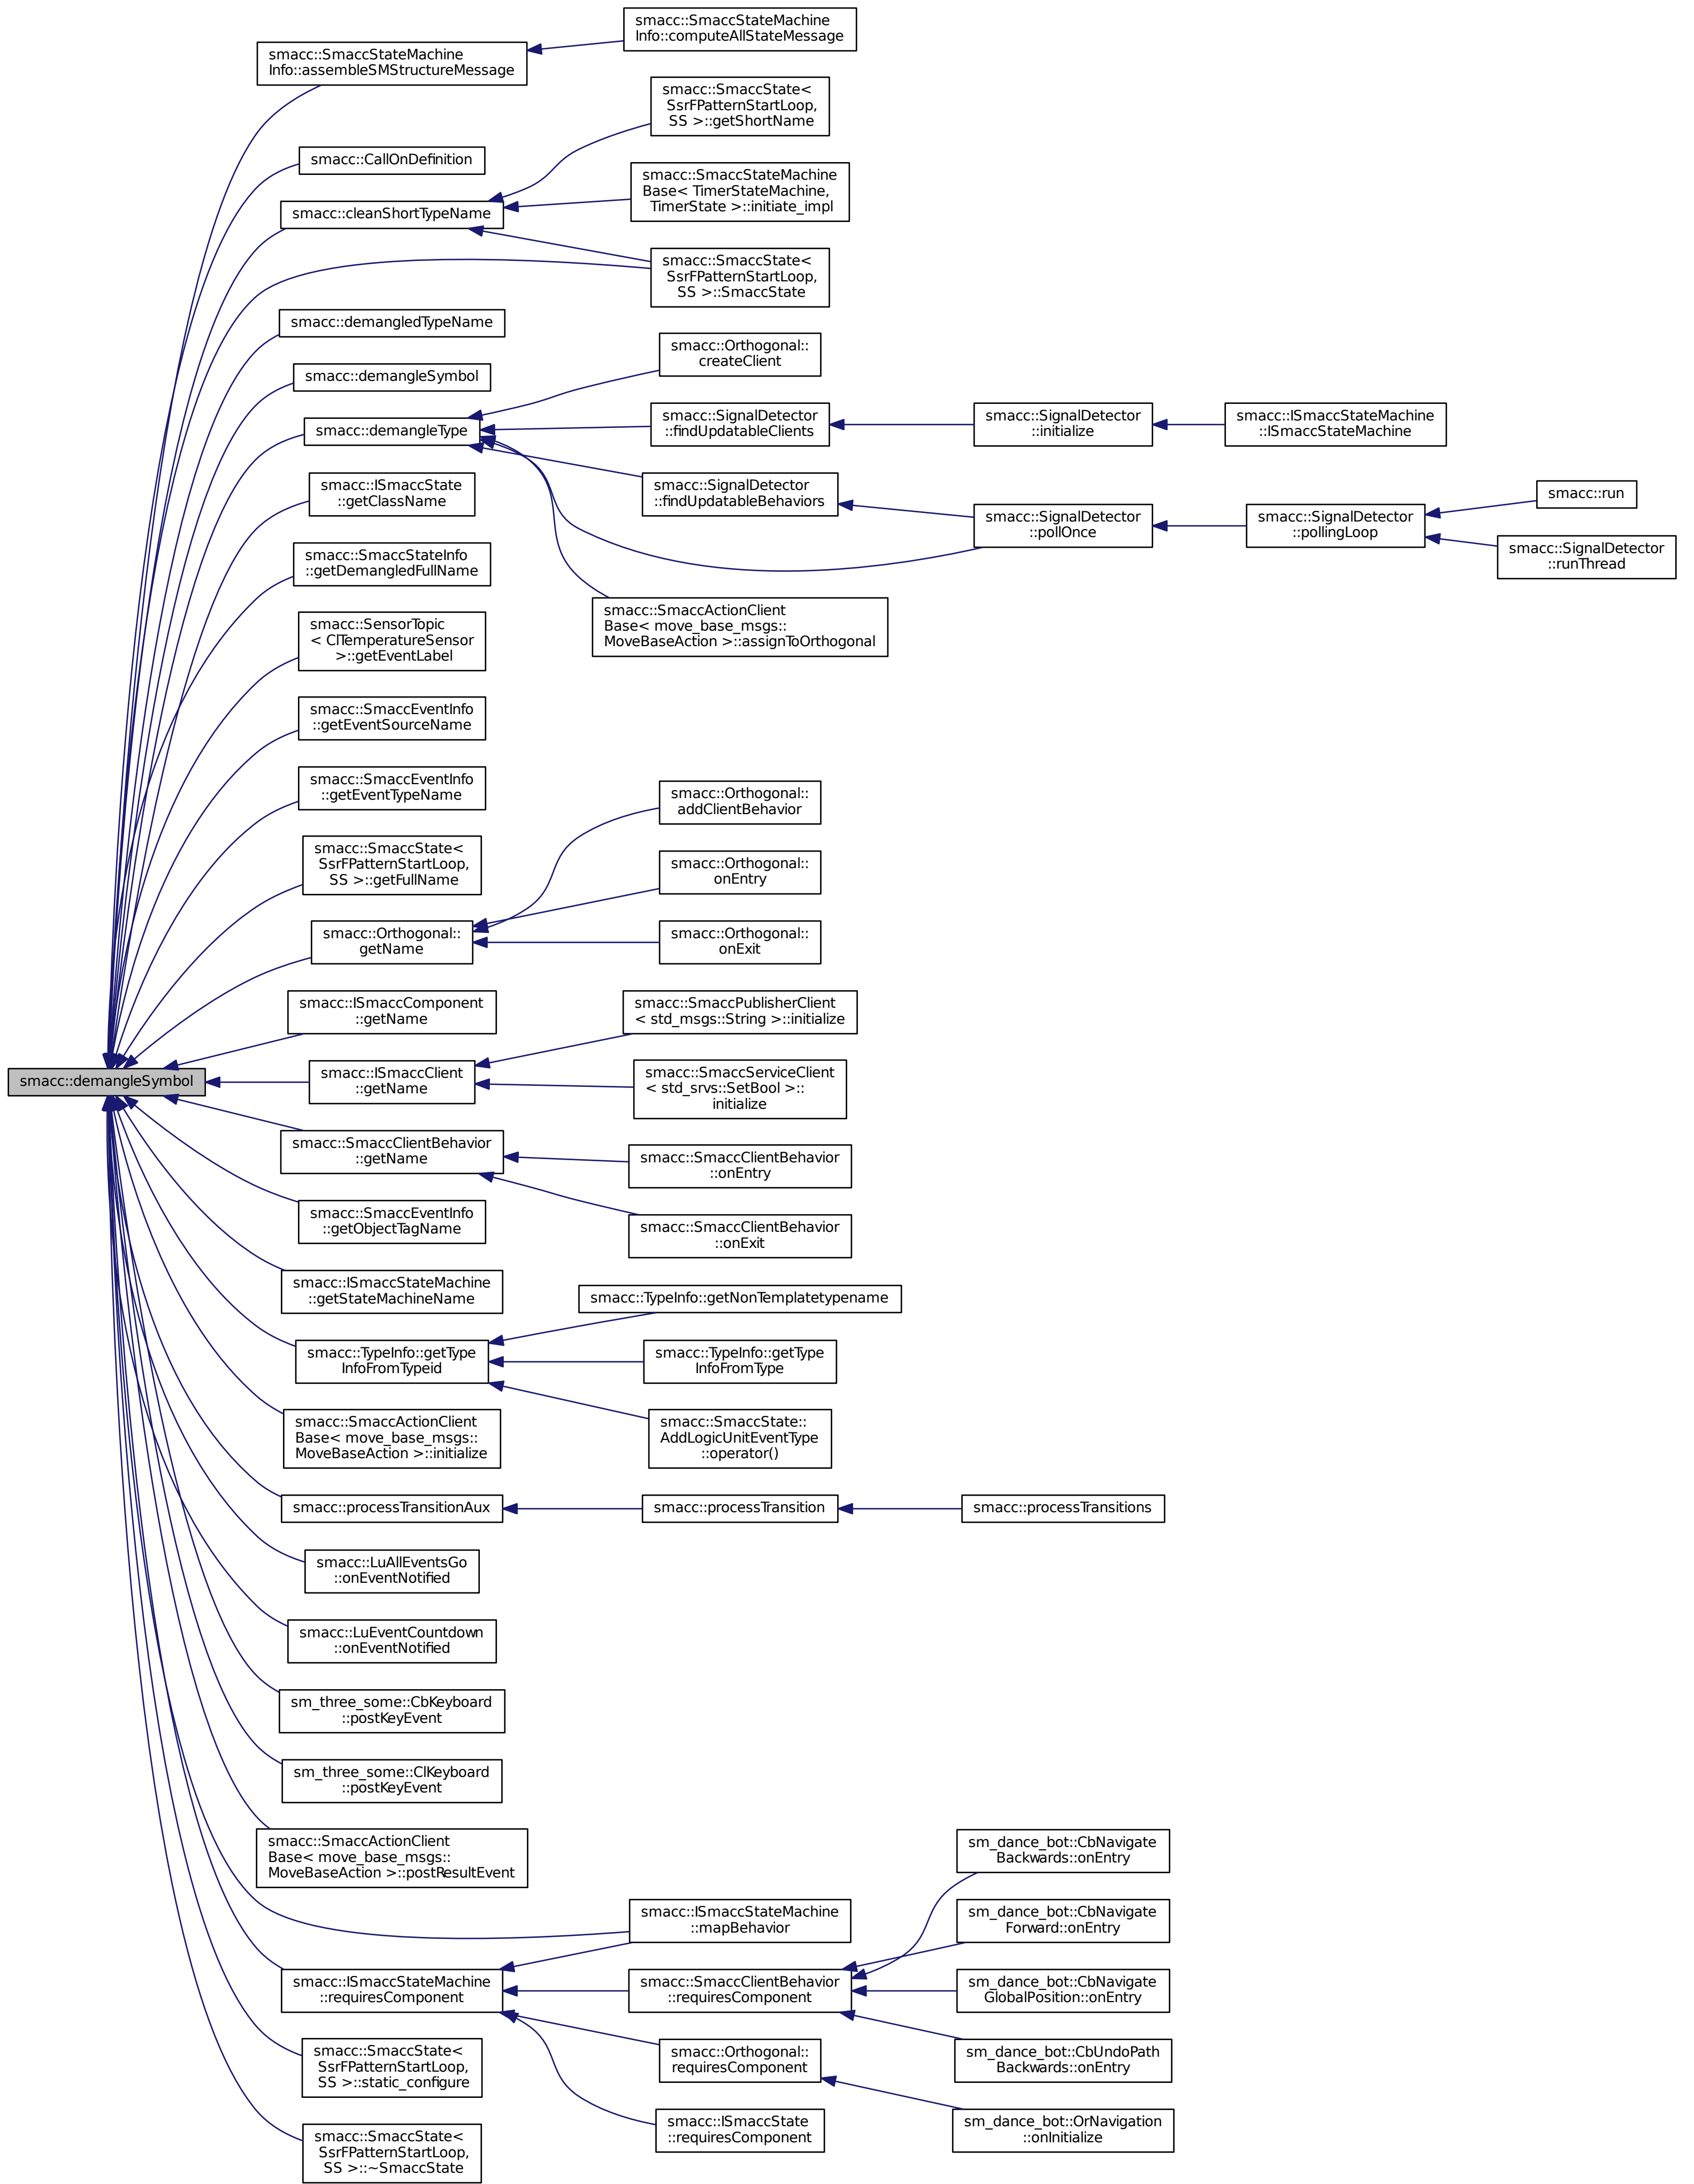 smacc::SmaccStateMachine
Info::computeAllStateMessage
smacc::SmaccStateMachine
Info::assembleSMStructureMessage
smacc::SmaccState<
SsrFPatternStartLoop,
SS >::getShortName
smacc::CallOnDefinition
smacc::SmaccStateMachine
Base< TimerStateMachine,
TimerState >::initiate_impl
smacc::cleanShortTypeName
smacc::SmaccState<
SsrFPatternStartLoop,
SS >::SmaccState
smacc::demangledTypeName
smacc::Orthogonal::
createClient
smacc::demangleSymbol
smacc::demangleType
smacc::SignalDetector
::findUpdatableClients
smacc::SignalDetector
::initialize
smacc::ISmaccStateMachine
::ISmaccStateMachine
smacc::ISmaccState
::getClassName
smacc::SignalDetector
::findUpdatableBehaviors
smacc::run
smacc::SignalDetector
::pollOnce
smacc::SignalDetector
::pollingLoop
smacc::SignalDetector
::runThread
smacc::SmaccStateInfo
::getDemangledFullName
smacc::SmaccActionClient
Base< move_base_msgs::
MoveBaseAction >::assignToOrthogonal
smacc::SensorTopic
< ClTemperatureSensor
>::getEventLabel
smacc::SmaccEventInfo
::getEventSourceName
smacc::SmaccEventInfo
::getEventTypeName
smacc::Orthogonal::
addClientBehavior
smacc::SmaccState<
SsrFPatternStartLoop,
SS >::getFullName
smacc::Orthogonal::
onEntry
smacc::Orthogonal::
getName
smacc::Orthogonal::
onExit
smacc::ISmaccComponent
::getName
smacc::SmaccPublisherClient
< std_msgs::String >::initialize
smacc::demangleSymbol
smacc::ISmaccClient
::getName
smacc::SmaccServiceClient
< std_srvs::SetBool >::
initialize
smacc::SmaccClientBehavior
::getName
smacc::SmaccClientBehavior
::onEntry
smacc::SmaccEventInfo
::getObjectTagName
smacc::SmaccClientBehavior
::onExit
smacc::ISmaccStateMachine
::getStateMachineName
smacc::TypeInfo::getNonTemplatetypename
smacc::TypeInfo::getType
InfoFromTypeid
smacc::TypeInfo::getType
InfoFromType
smacc::SmaccActionClient
Base< move_base_msgs::
MoveBaseAction >::initialize
smacc::SmaccState::
AddLogicUnitEventType
::operator()
smacc::processTransitionAux
smacc::processTransition
smacc::processTransitions
smacc::LuAllEventsGo
::onEventNotified
smacc::LuEventCountdown
::onEventNotified
sm_three_some::CbKeyboard
::postKeyEvent
sm_three_some::ClKeyboard
::postKeyEvent
smacc::SmaccActionClient
Base< move_base_msgs::
MoveBaseAction >::postResultEvent
sm_dance_bot::CbNavigate
Backwards::onEntry
smacc::ISmaccStateMachine
::mapBehavior
sm_dance_bot::CbNavigate
Forward::onEntry
smacc::ISmaccStateMachine
::requiresComponent
smacc::SmaccClientBehavior
::requiresComponent
sm_dance_bot::CbNavigate
GlobalPosition::onEntry
smacc::SmaccState<
SsrFPatternStartLoop,
SS >::static_configure
smacc::Orthogonal::
requiresComponent
sm_dance_bot::CbUndoPath
Backwards::onEntry
smacc::SmaccState<
SsrFPatternStartLoop,
SS >::~SmaccState
smacc::ISmaccState
::requiresComponent
sm_dance_bot::OrNavigation
::onInitialize